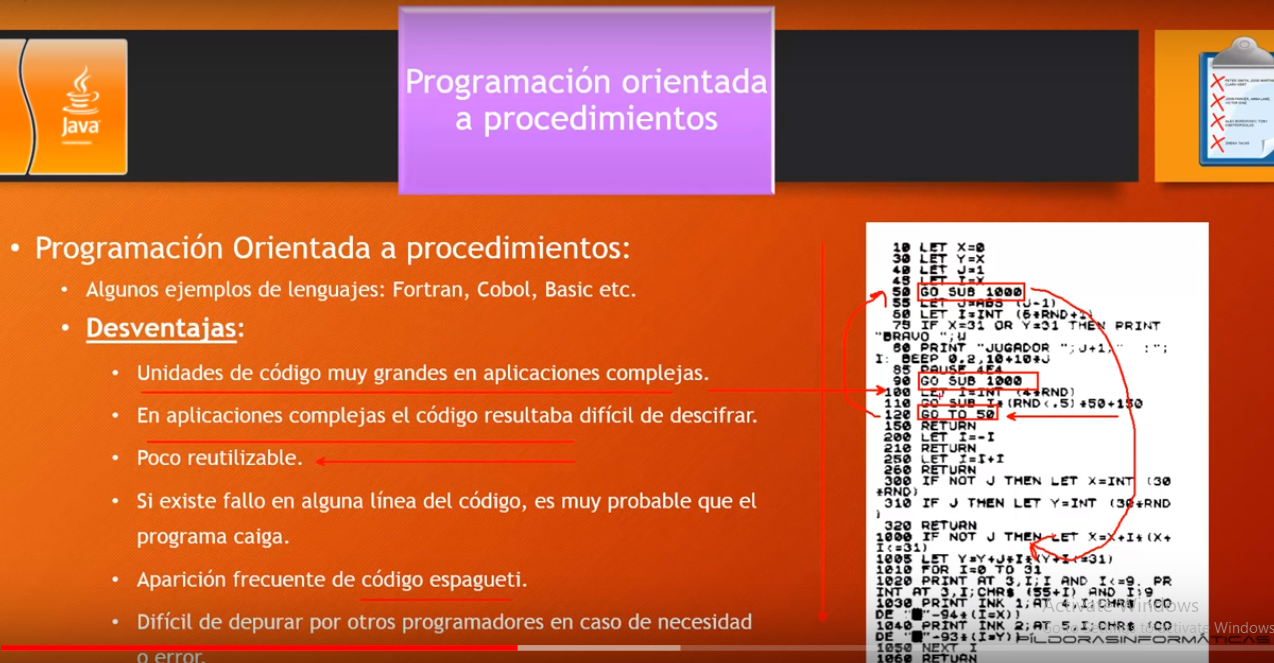 Programación orientada
a procedimientos
Java
• Programación Orientada a procedimientos:
• Algunos ejemplos de lenguajes: Fortran, Cobol, Basic etc.
• Desventajas:
• Unidades de código muy grandes en aplicaciones complejas.
• En aplicaciones complejas el código resultaba difícil de descifrar.
• Poco reutilizable.
• Si existe fallo en alguna línea del código, es muy probable que el
programa caiga.
• Aparición frecuente de código espagueti.
• Difícil de depurar por otros programadores en caso de necesidad
o error.
10 LET X=0
30 LET Y=X
40 LET J=1
45 LET I=X
50 GO SUB 1000
55 LET J=ABS (J-1)
60 LET I=INT (6*RND+1)
75 IF X=31 OR Y=31 THEN PRINT
"BRAVO ";
80 PRINT "JUGADOR ";J+1;" :";
I: BEEP 0.2,10+10*J
85 PAUSE 4E4
90 GO SUB 1000
100 LET I=INT (4*RND)
110 GO SUB I*(RND<.5)*50+150
120 GO TO 50
150 RETURN
200 LET I=-I
210 RETURN
250 LET I=I+I
260 RETURN
300 IF NOT J THEN LET X=INT (30
*RND)
310 IF J THEN LET Y=INT (30*RND
)
320 RETURN
1000 IF NOT J THEN LET X=X+I*(X+
I<=31)
1005 LET Y=Y+J*I*(Y+I<=31)
1010 FOR I=0 TO 31
1020 PRINT AT 3,I;I AND I<=9. PR
INT AT 3,I;CHR$ (55+I) AND I>9
1030 PRINT INK 1;AT 4,I;CHR$ (CO
DE "■"-94*(I=X))
1040 PRINT INK 2;AT 5,I;CHR$ (CO
DE "■"-93*(I=Y)
1050 NEXT I
1060 RETURN
Activate Windows
to activate Windows
PÍLDORASINFORMÁTICAS